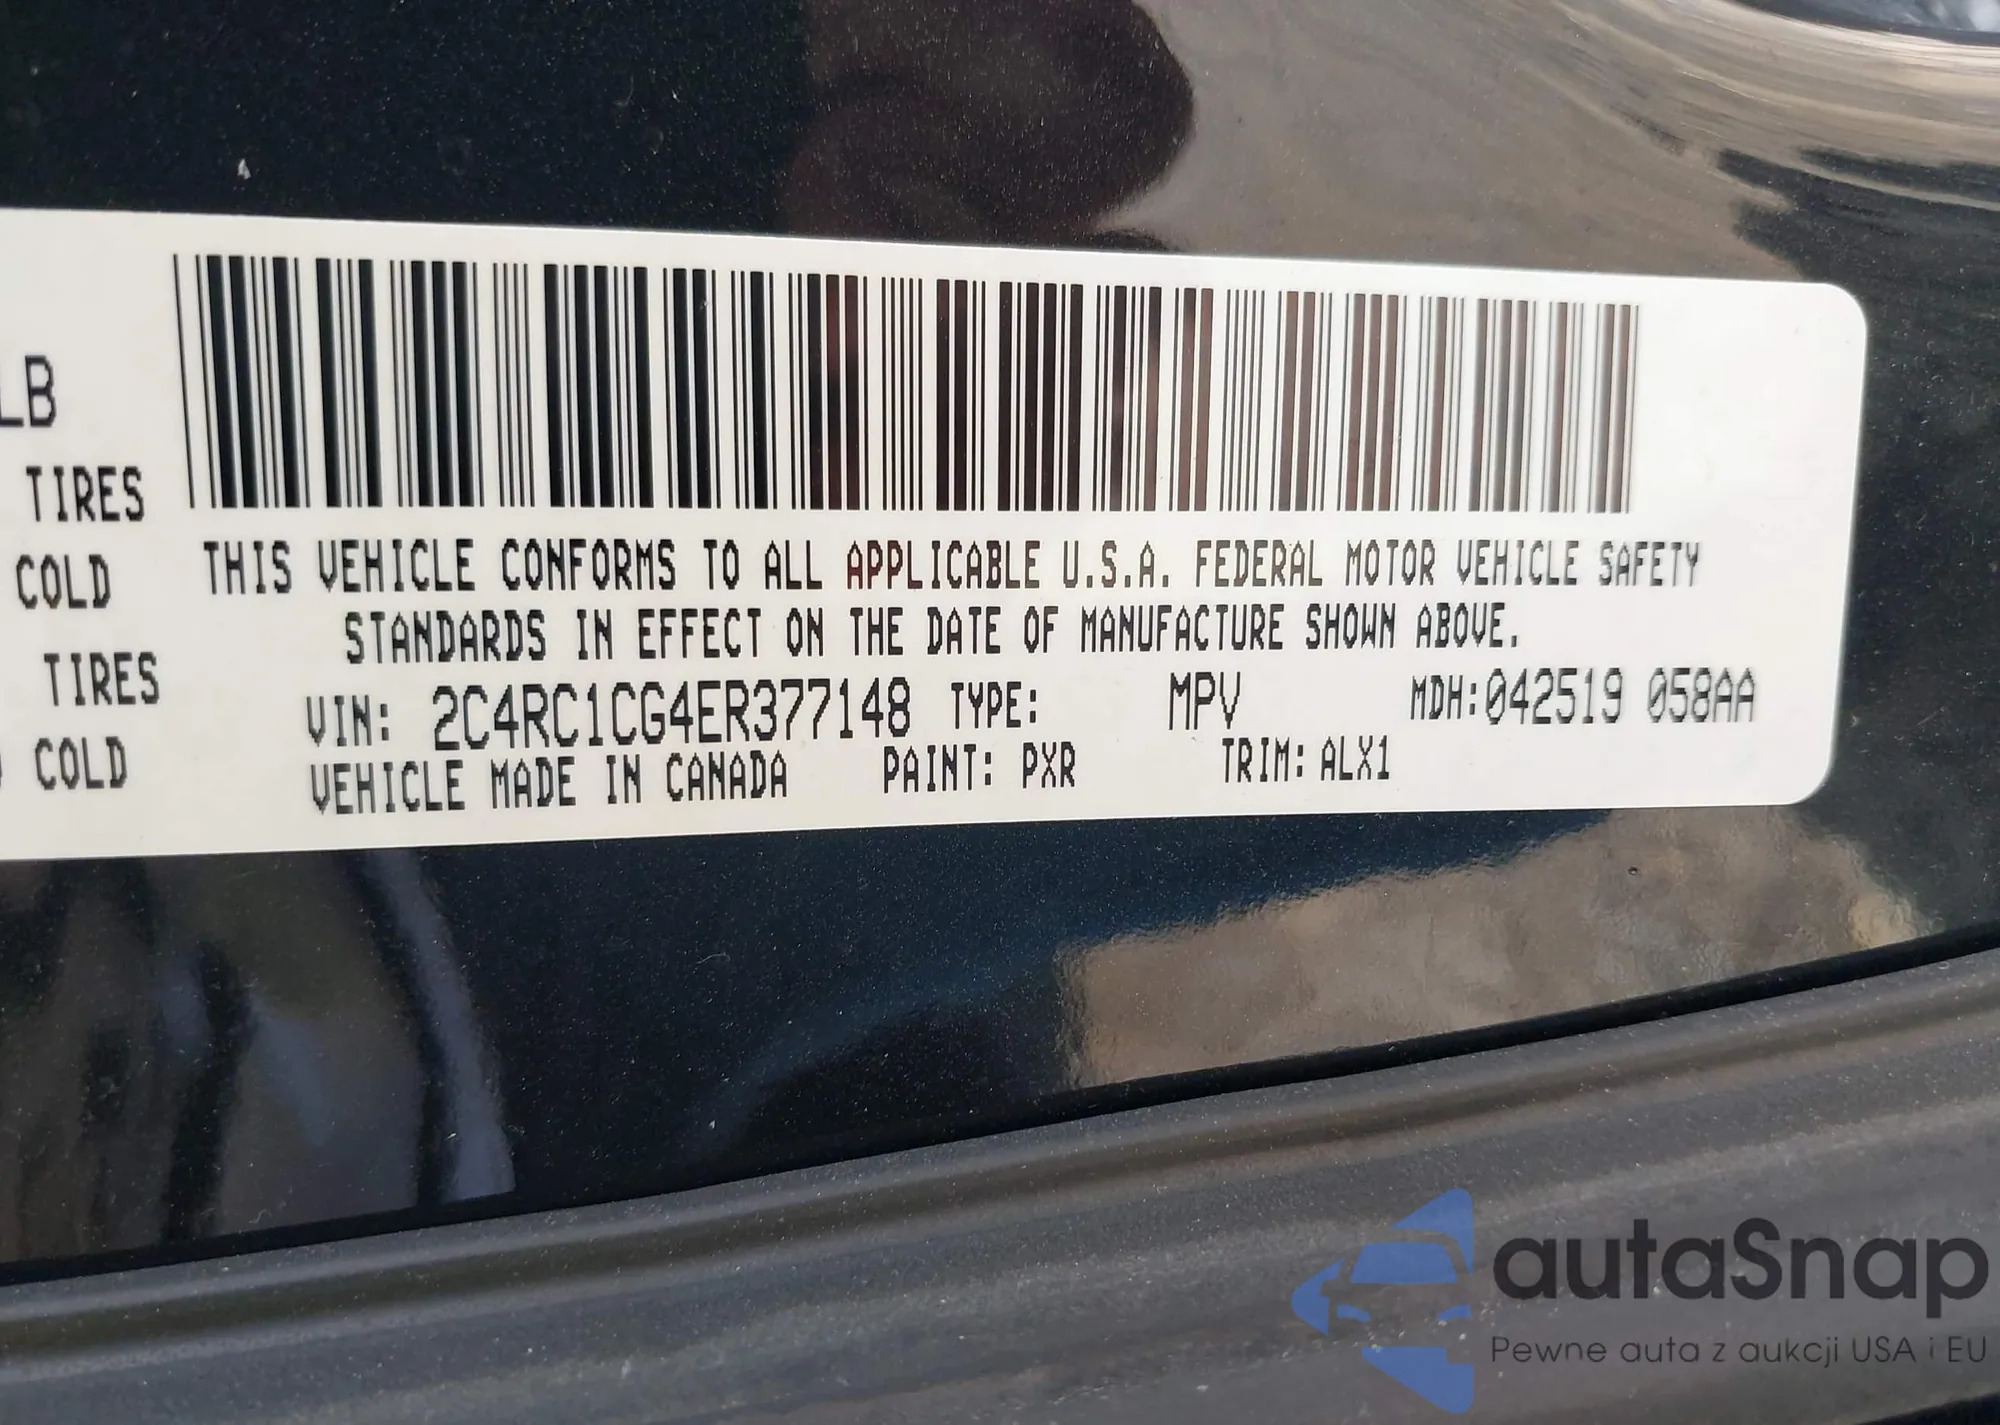 LB
TIRES
COLD
TIRES
COLD
THIS VEHICLE CONFORMS TO ALL APPLICABLE U.S.A. FEDERAL MOTOR VEHICLE SAFETY
STANDARDS IN EFFECT ON THE DATE OF MANUFACTURE SHOWN ABOVE.
VIN: 2C4RC1CG4ER377148 TYPE: MPV MDH:042519 058AA
VEHICLE MADE IN CANADA PAINT: PXR TRIM: ALX1
autaSnap
Pewne auta z aukcji USA i EU